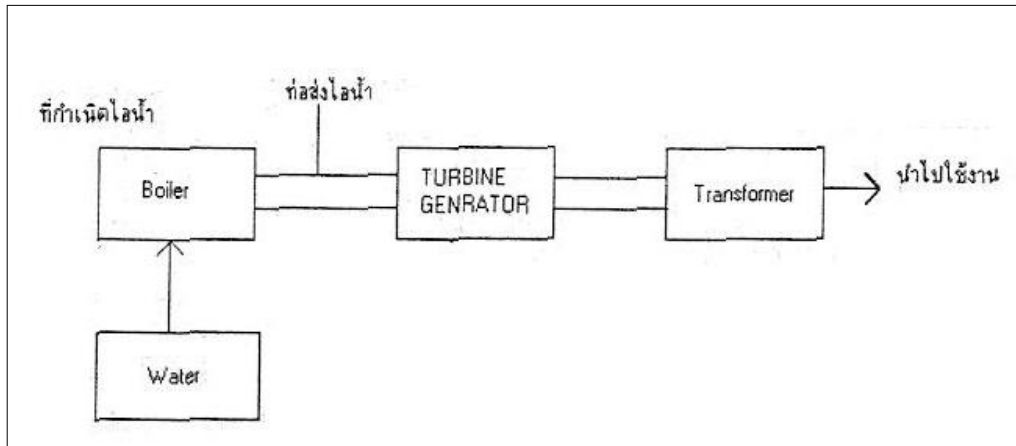 ท่อส่งไอน้ำ
ที่กำเนิดไอน้ำ
Boiler
TURBINE
GENRATOR
Transformer
นำไปใช้งาน
Water